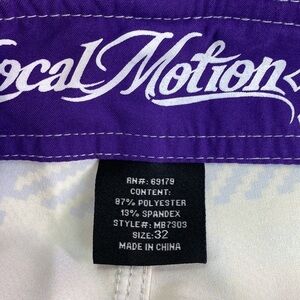 ocal Motion
RN#: 69179
CONTENT:
87% POLYESTER
13% SPANDEX
STYLE#: MB7303
SIZE: 32
MADE IN CHINA